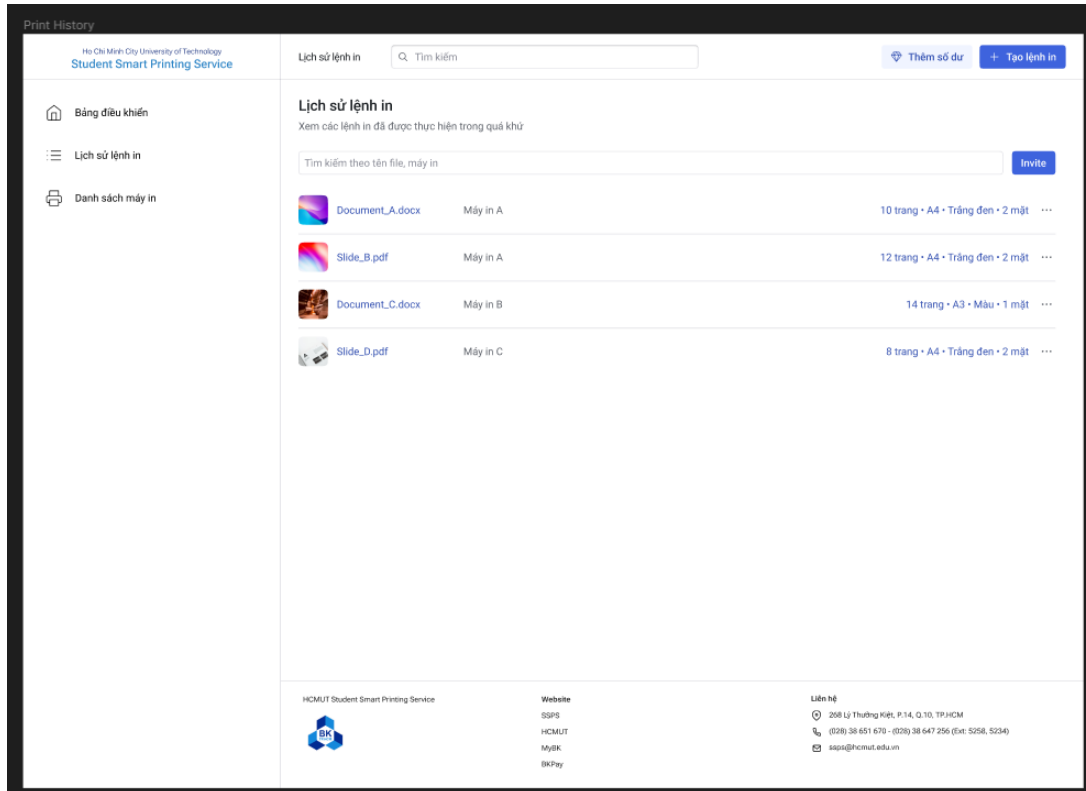 Print History
Ho Chi Minh City University of Technology
Student Smart Printing Service
Lịch sử lệnh in
Tìm kiếm
Thêm số dư
+ Tạo lệnh in
Bảng điều khiển
Lịch sử lệnh in
Danh sách máy in
Lịch sử lệnh in
Xem các lệnh in đã được thực hiện trong quá khứ
Tìm kiếm theo tên file, máy in
Invite
Document_A.docx Máy in A 10 trang • A4 • Trắng đen • 2 mặt ...
Slide_B.pdf Máy in A 12 trang • A4 • Trắng đen • 2 mặt ...
Document_C.docx Máy in B 14 trang • A3 • Màu • 1 mặt ...
Slide_D.pdf Máy in C 8 trang • A4 • Trắng đen • 2 mặt ...
HCMUT Student Smart Printing Service
BK
Website
SSPS
HCMUT
MyBK
BKPay
Liên hệ
268 Lý Thường Kiệt, P.14, Q.10, TP.HCM
(028) 38 651 670 - (028) 38 647 256 (Ext: 5258, 5234)
ssps@hcmut.edu.vn